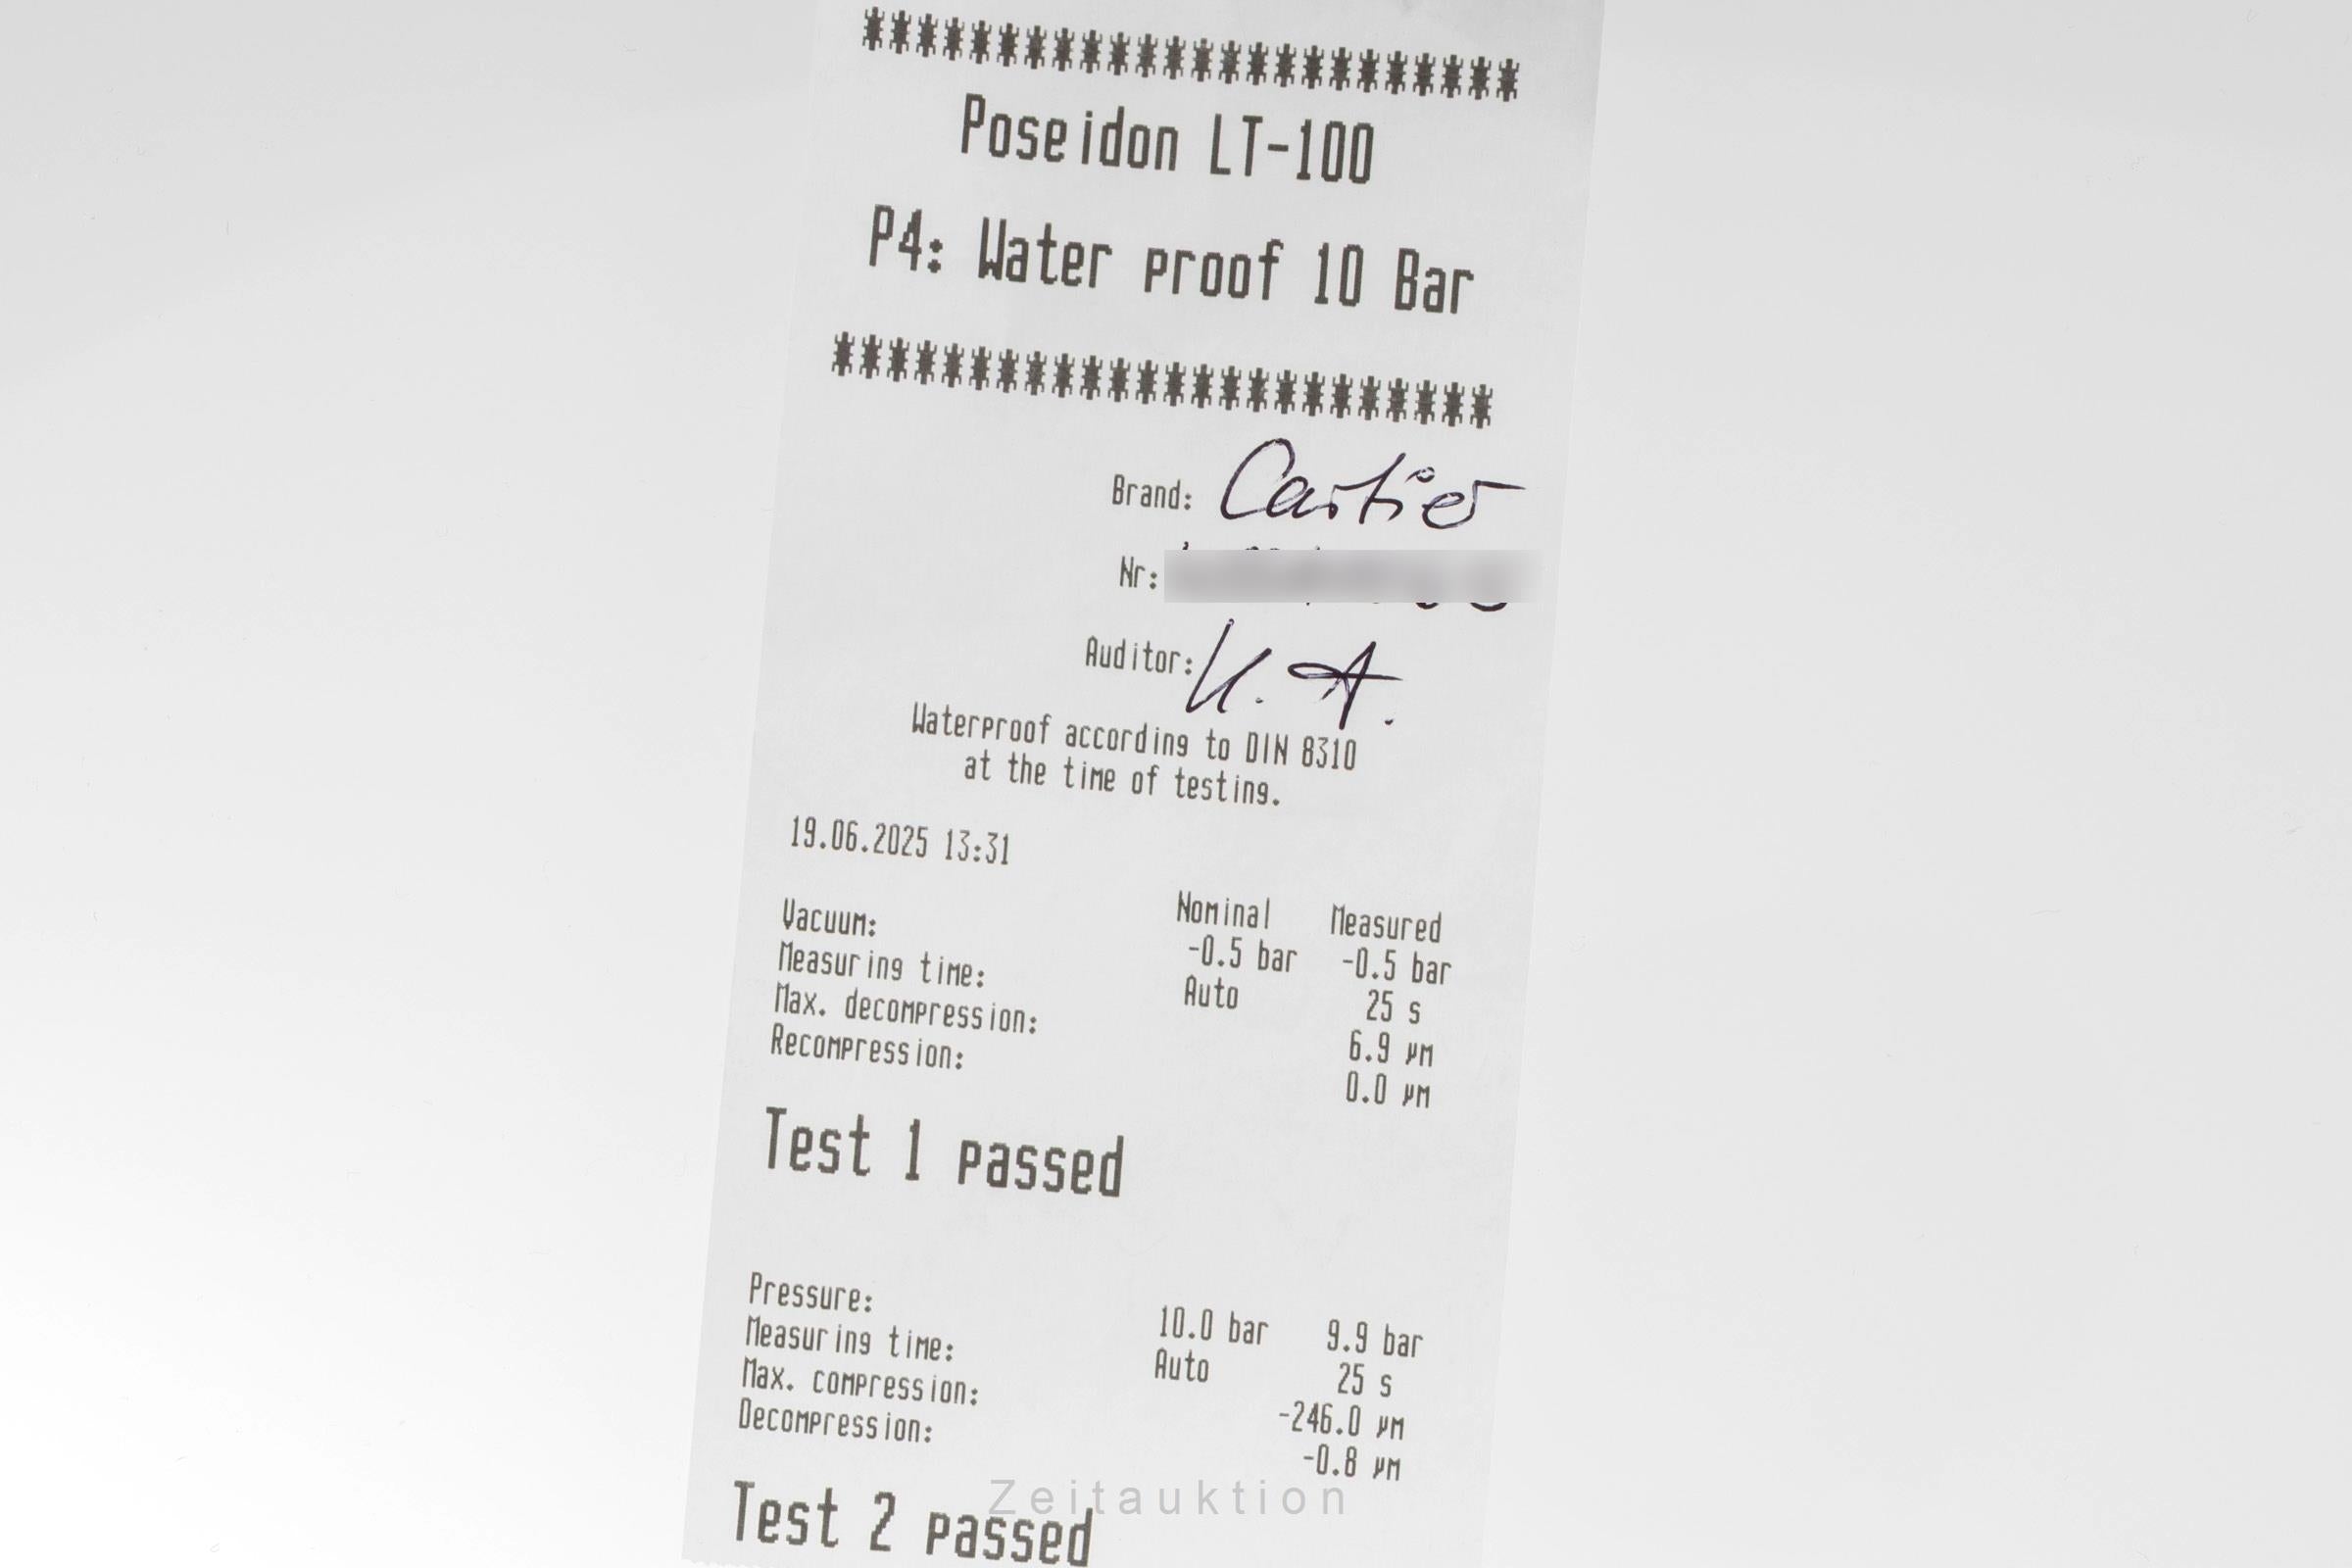 ************************
Poseidon LT-100
P4: Water proof 10 Bar
************************
Brand: Cartier
Nr:
Auditor: K. A.
Waterproof according to DIN 8310
at the time of testing.
19.06.2025 13:31
Nominal Measured
Vacuum: -0.5 bar -0.5 bar
Measuring time: Auto 25 s
Max. decompression: 6.9 µm
Recompression: 0.0 µm
Test 1 passed
Pressure: 10.0 bar 9.9 bar
Measuring time: Auto 25 s
Max. compression: -246.0 µm
Decompression: -0.8 µm
Zeitauktion
Test 2 passed